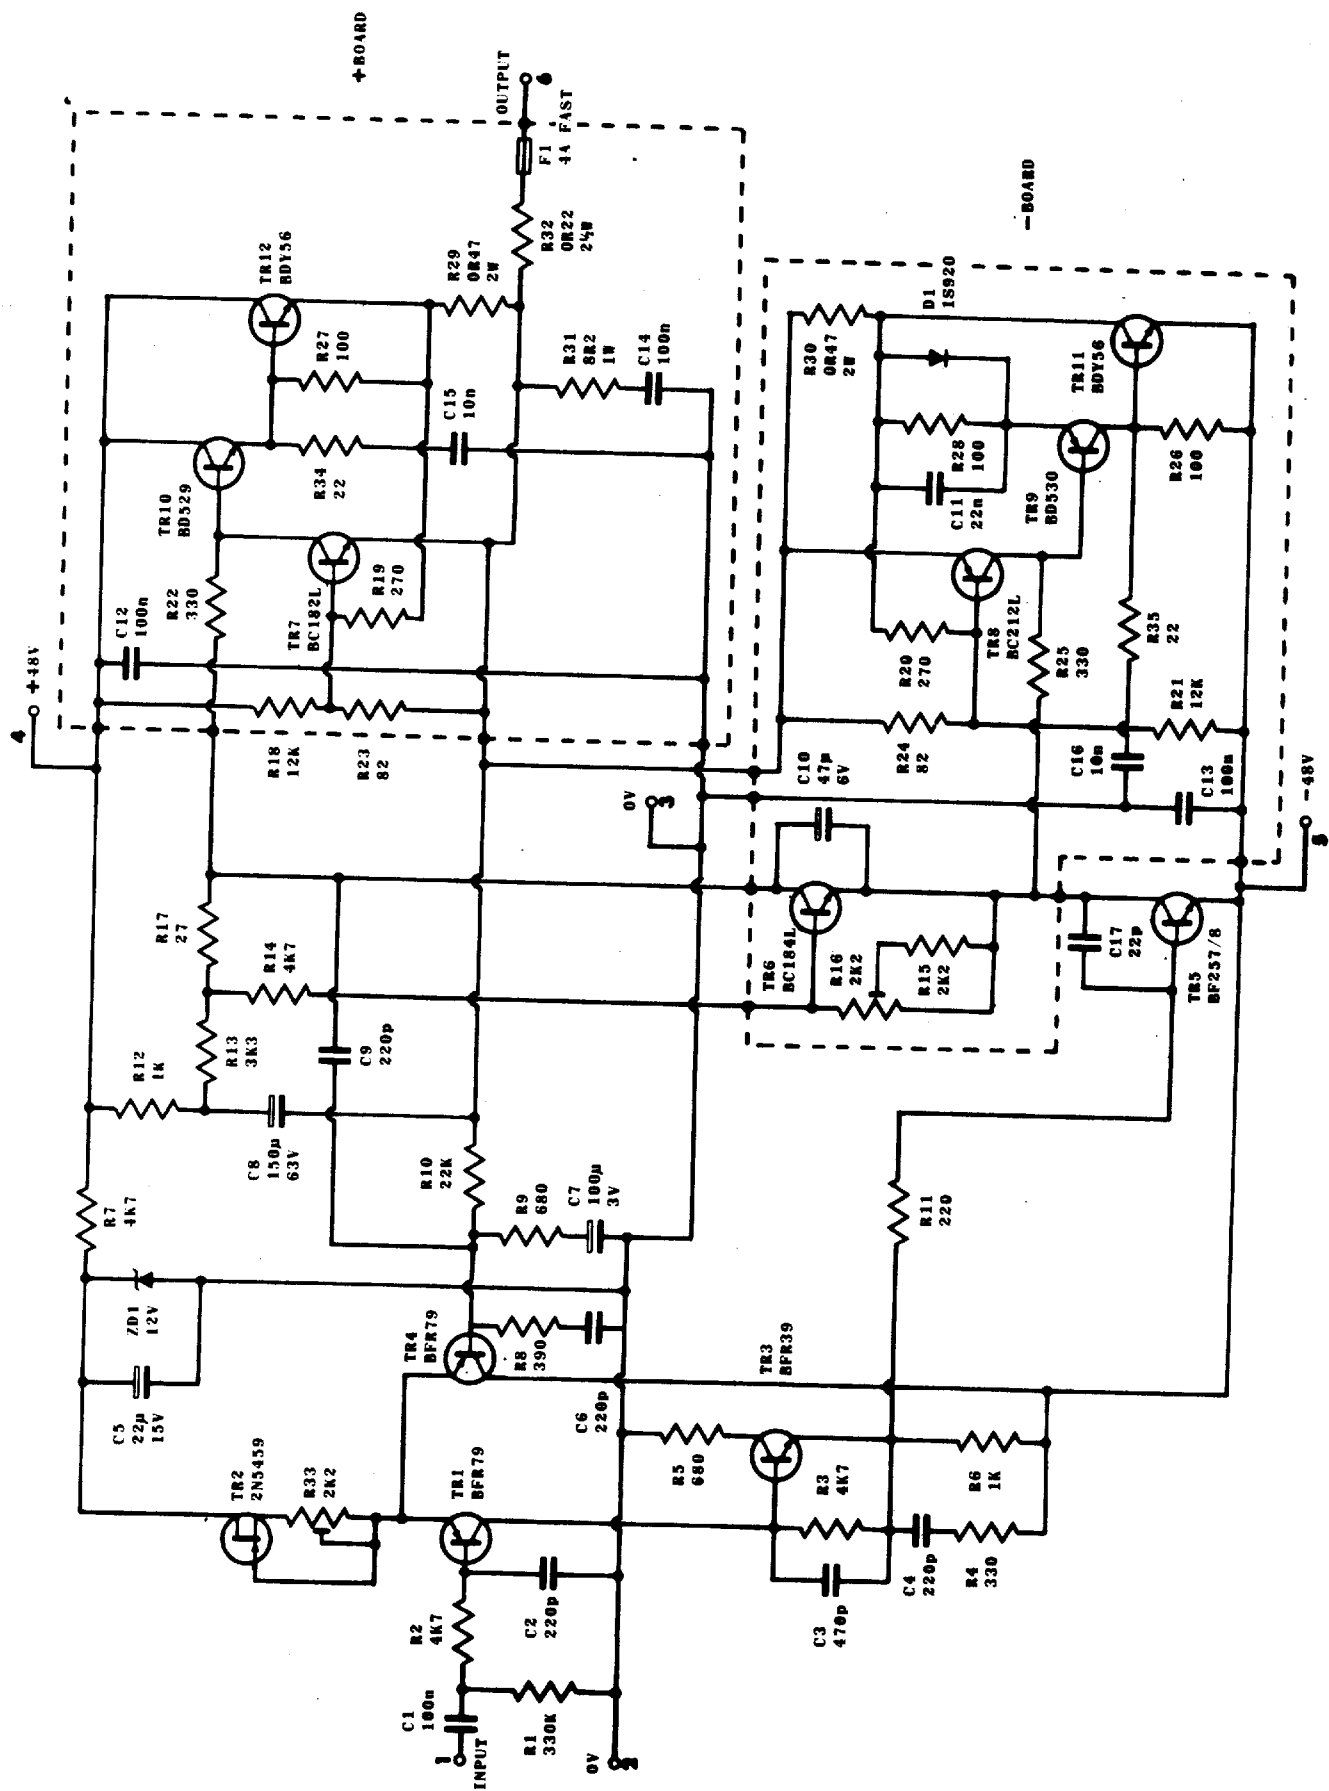 +BOARD
OUTPUT
6
F1
4A FAST
TR12
BDY56
R29
0R47
2W
R32
0R22
2½W
R27
100
R31
8R2
1W
C14
100n
C15
10n
TR10
BD529
R34
22
R22
330
TR7
BC182L
R19
270
C12
100n
4
+48V
R18
12K
R23
82
0V
3
R17
27
R14
4K7
R12
1K
R13
3K3
C9
220p
C8
150µ
63V
R10
22K
R9
680
C7
100µ
3V
R7
4K7
ZD1
12V
C5
22µ
15V
TR4
BFR79
R8
390
C6
220p
TR2
2N5459
R33
2K2
TR1
BFR79
R2
4K7
C2
220p
C1
100n
R1
330K
1
INPUT
0V
2
-BOARD
D1
1S920
R30
0R47
2W
TR11
BDY56
R28
100
C11
22n
TR9
BD530
R26
100
R20
270
TR8
BC212L
R25
330
R35
22
R24
82
R21
12K
C10
47µ
6V
C16
10n
C13
100n
-48V
5
TR6
BC184L
R16
2K2
R15
2K2
C17
22p
TR5
BF257/8
R11
220
TR3
BFR39
R5
680
R3
4K7
R6
1K
C3
470p
C4
220p
R4
330